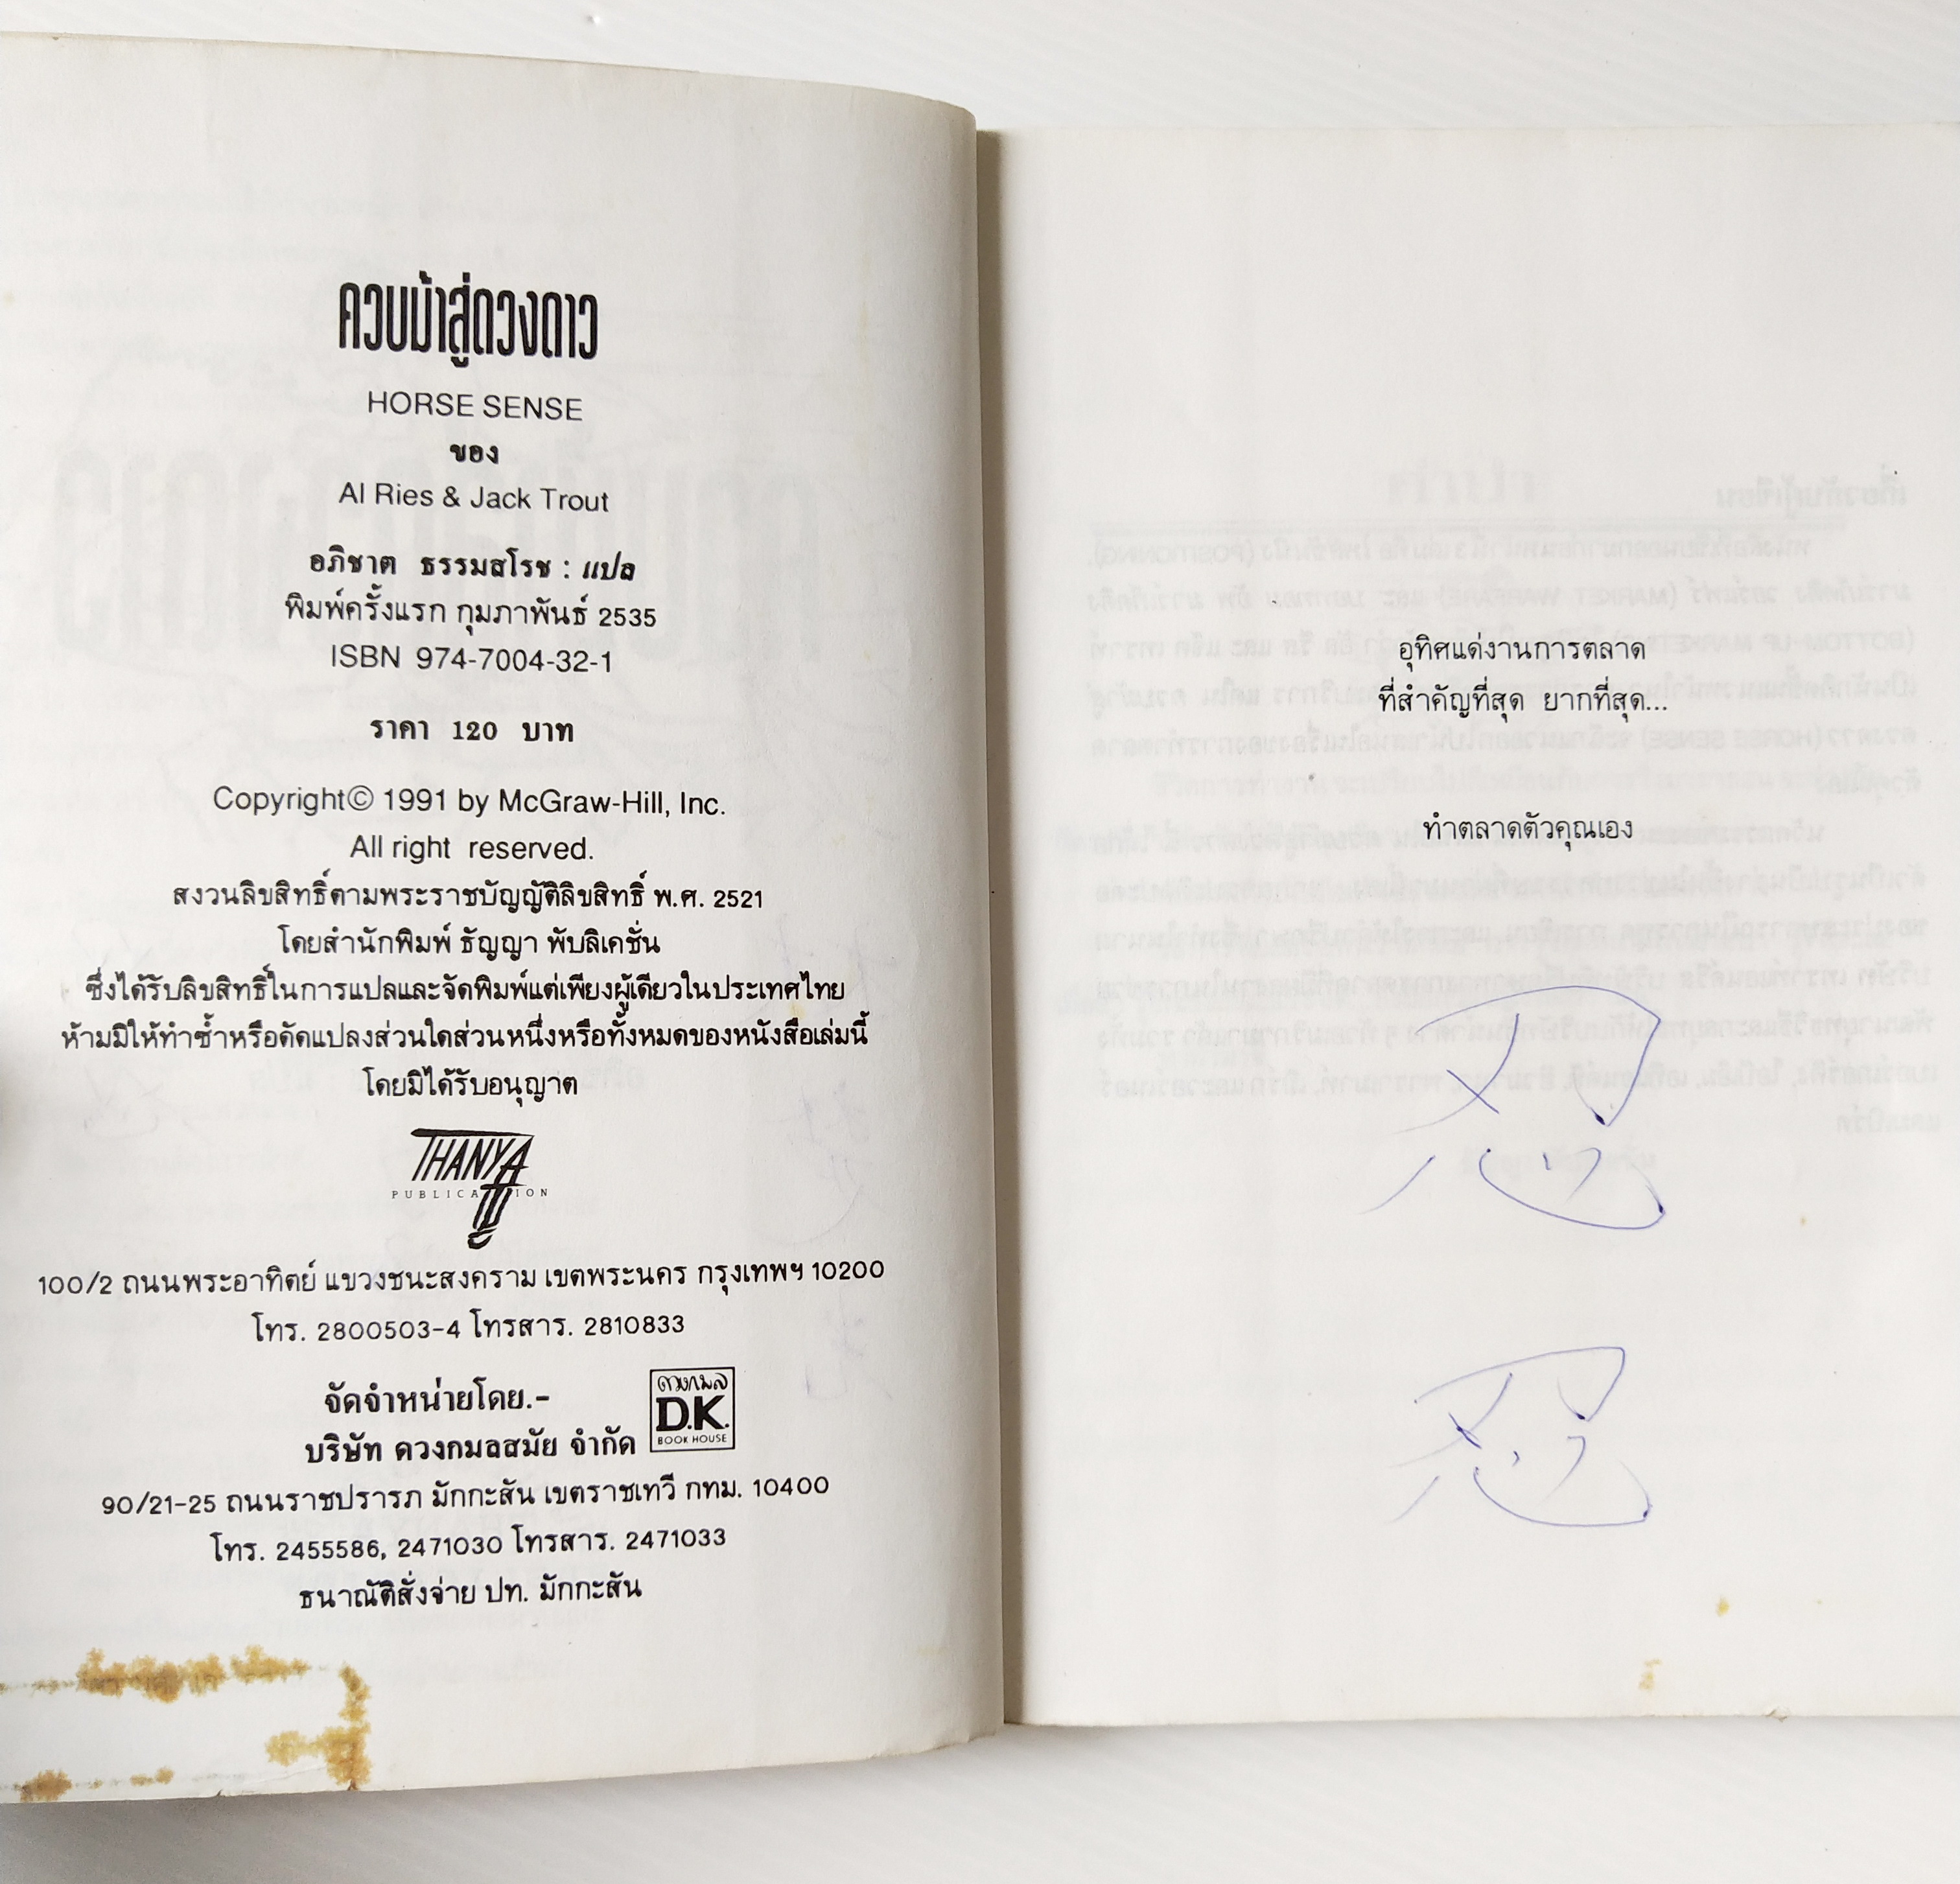 ควบม้าสู่ดวงดาว
HORSE SENSE
ของ
Al Ries & Jack Trout
อภิชาต ธรรมสโรช : แปล
พิมพ์ครั้งแรก กุมภาพันธ์ 2535
ISBN 974-7004-32-1
ราคา 120 บาท
Copyright© 1991 by McGraw-Hill, Inc.
All right reserved.
สงวนลิขสิทธิ์ตามพระราชบัญญัติลิขสิทธิ์ พ.ศ. 2521
โดยสำนักพิมพ์ ธัญญา พับลิเคชั่น
ซึ่งได้รับลิขสิทธิ์ในการแปลและจัดพิมพ์แต่เพียงผู้เดียวในประเทศไทย
ห้ามมิให้ทำซ้ำหรือดัดแปลงส่วนใดส่วนหนึ่งหรือทั้งหมดของหนังสือเล่มนี้
โดยมิได้รับอนุญาต
THANYA
PUBLICATION
100/2 ถนนพระอาทิตย์ แขวงชนะสงคราม เขตพระนคร กรุงเทพฯ 10200
โทร. 2800503-4 โทรสาร. 2810833
จัดจำหน่ายโดย.-
บริษัท ดวงกมลสมัย จำกัด
ดวงกมล
D.K.
BOOK HOUSE
90/21-25 ถนนราชปรารภ มักกะสัน เขตราชเทวี กทม. 10400
โทร. 2455586, 2471030 โทรสาร. 2471033
ธนาณัติสั่งจ่าย ปท. มักกะสัน
อุทิศแด่งานการตลาด
ที่สำคัญที่สุด ยากที่สุด...
ทำตลาดตัวคุณเอง
忍
忍